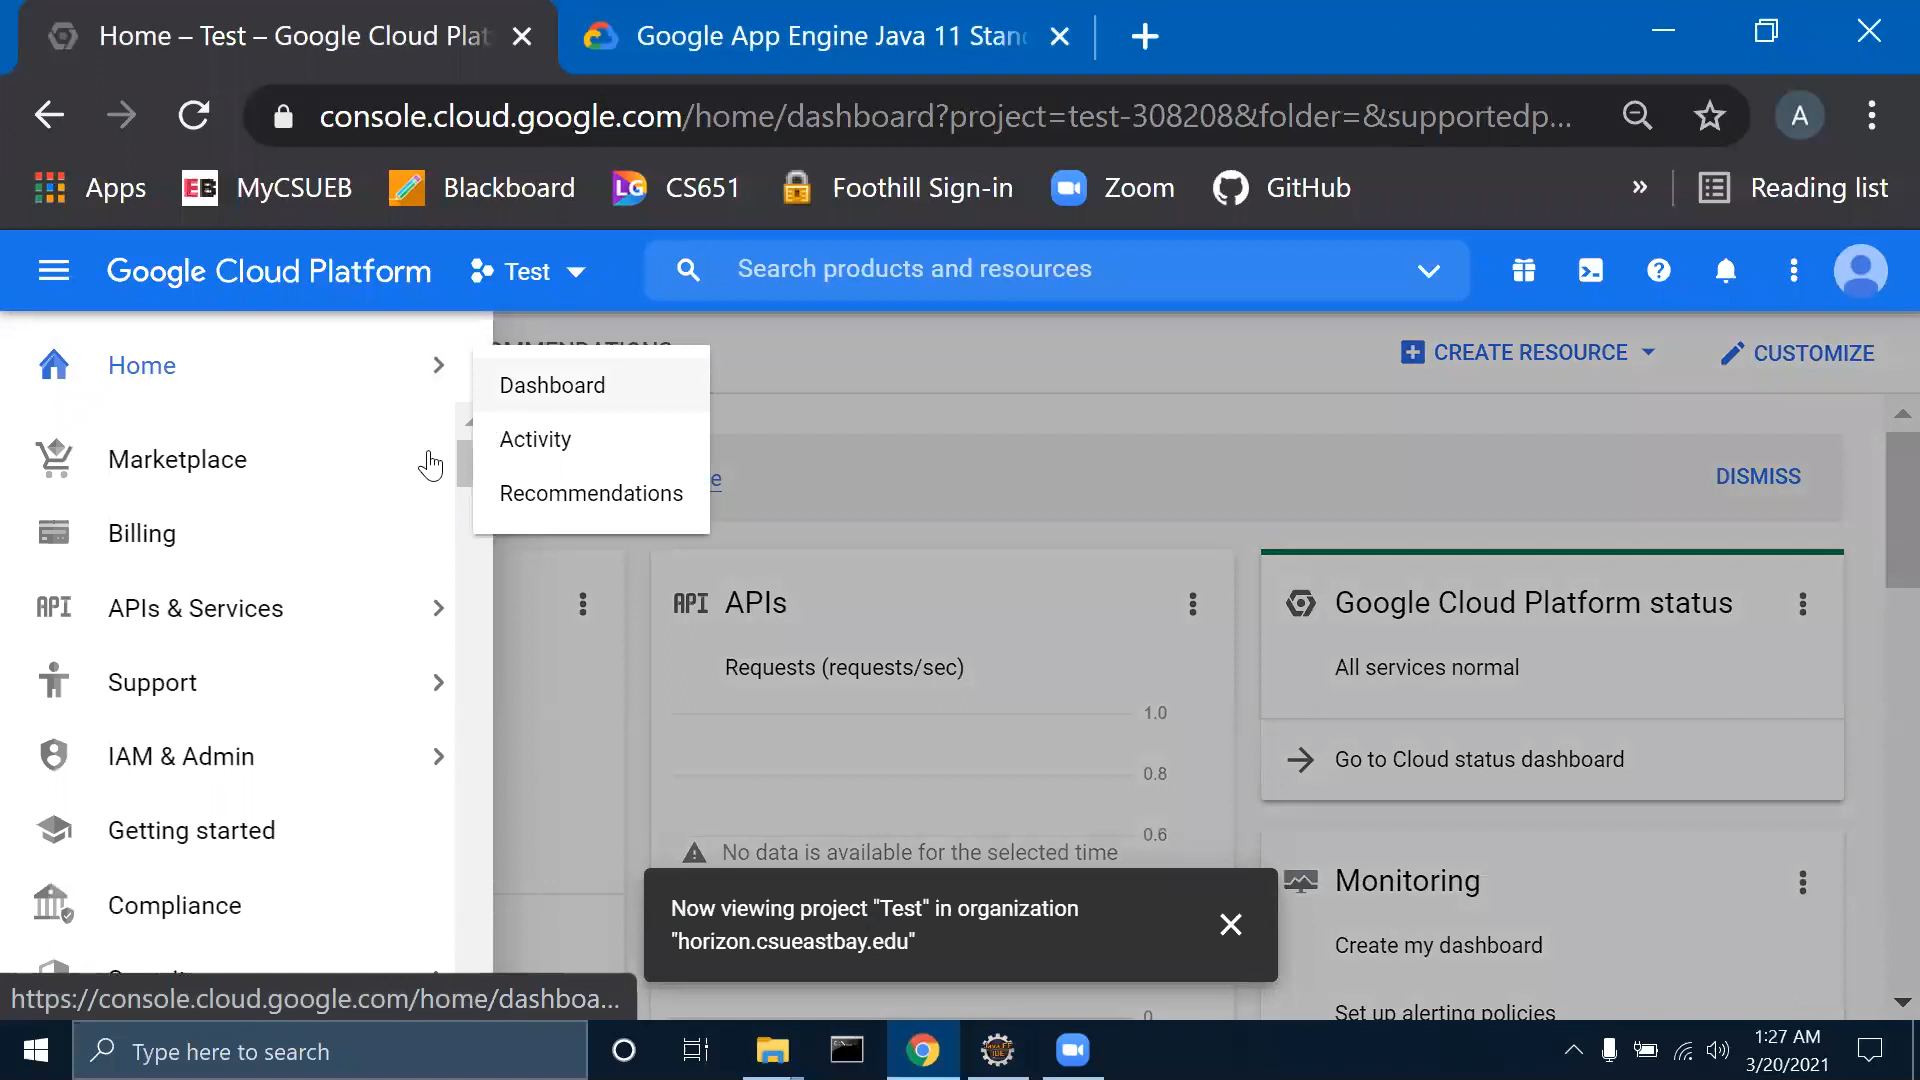 Home – Test – Google Cloud Plat
Google App Engine Java 11 Stan
console.cloud.google.com/home/dashboard?project=test-308208&folder=&supportedp...
A
Apps
EB MyCSUEB
Blackboard
LG CS651
Foothill Sign-in
Zoom
GitHub
»
Reading list
Google Cloud Platform
Test
Search products and resources
Home
Dashboard
Activity
Recommendations
Marketplace
Billing
API APIs & Services
Support
IAM & Admin
Getting started
Compliance
CREATE RESOURCE
CUSTOMIZE
DISMISS
API APIs
Requests (requests/sec)
1.0
0.8
0.6
No data is available for the selected time
0
Google Cloud Platform status
All services normal
Go to Cloud status dashboard
Monitoring
Create my dashboard
Set up alerting policies
Now viewing project "Test" in organization
"horizon.csueastbay.edu"
https://console.cloud.google.com/home/dashboa...
Type here to search
1:27 AM
3/20/2021